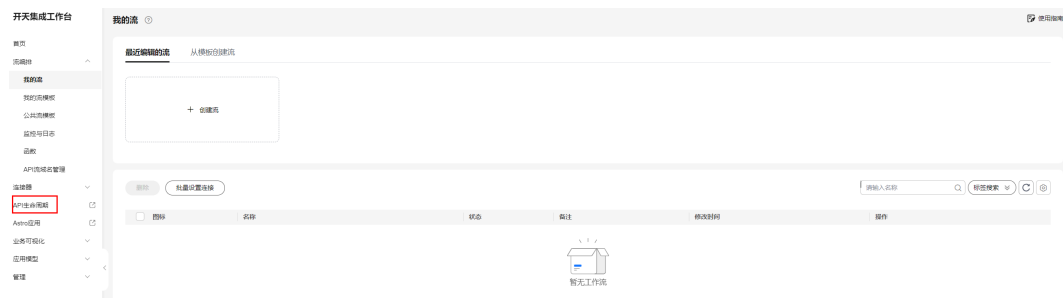 开天集成工作台
我的流
使用指南
首页
流编排
我的流
我的流模板
公共流模板
监控与日志
函数
API流域名管理
连接器
API生命周期
Astro应用
业务可视化
应用模型
管理
最近编辑的流 从模板创建流
+ 创建流
删除 批量设置连接 请输入名称 标签搜索
图标 名称 状态 备注 修改时间 操作
暂无工作流